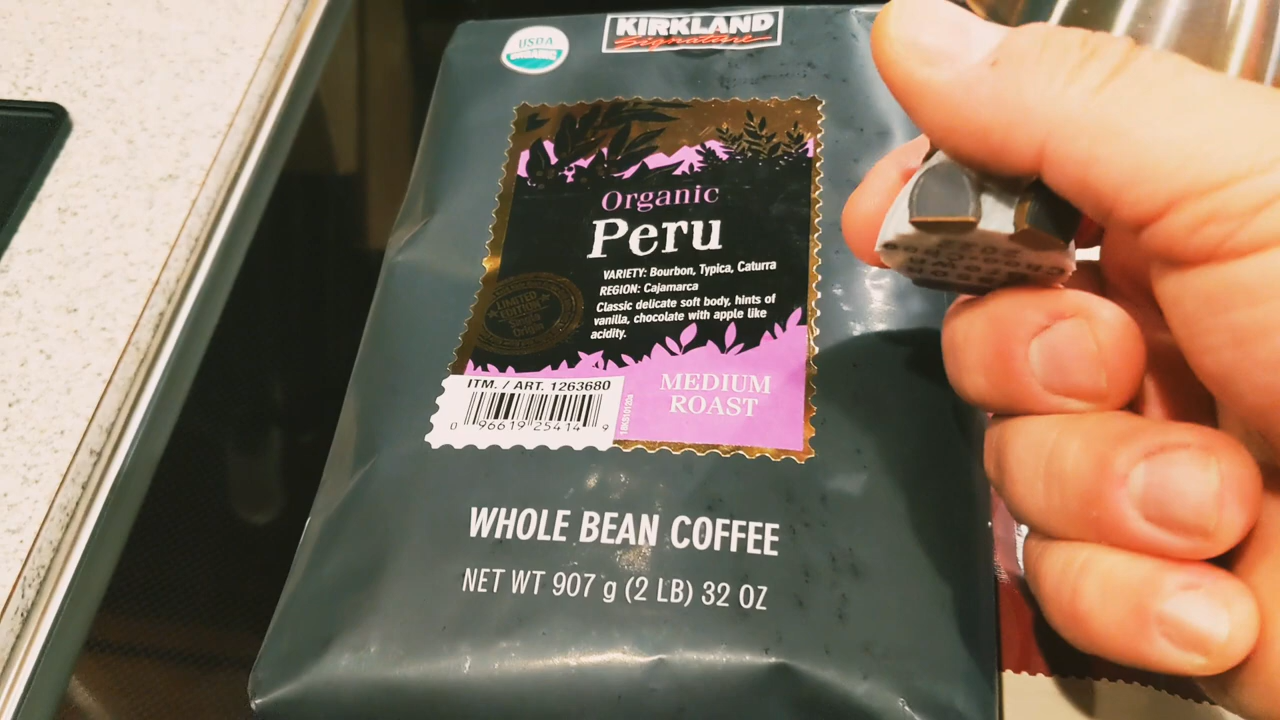 KIRKLAND
Signature
USDA
ORGANIC
Organic
Peru
VARIETY: Bourbon, Typica, Caturra
REGION: Cajamarca
Classic delicate soft body, hints of
vanilla, chocolate with apple like
acidity.
LIMITED
EDITION
Single
Origin
ITM. / ART. 1263680
0 96619 25414 9
MEDIUM
ROAST
WHOLE BEAN COFFEE
NET WT 907 g (2 LB) 32 OZ